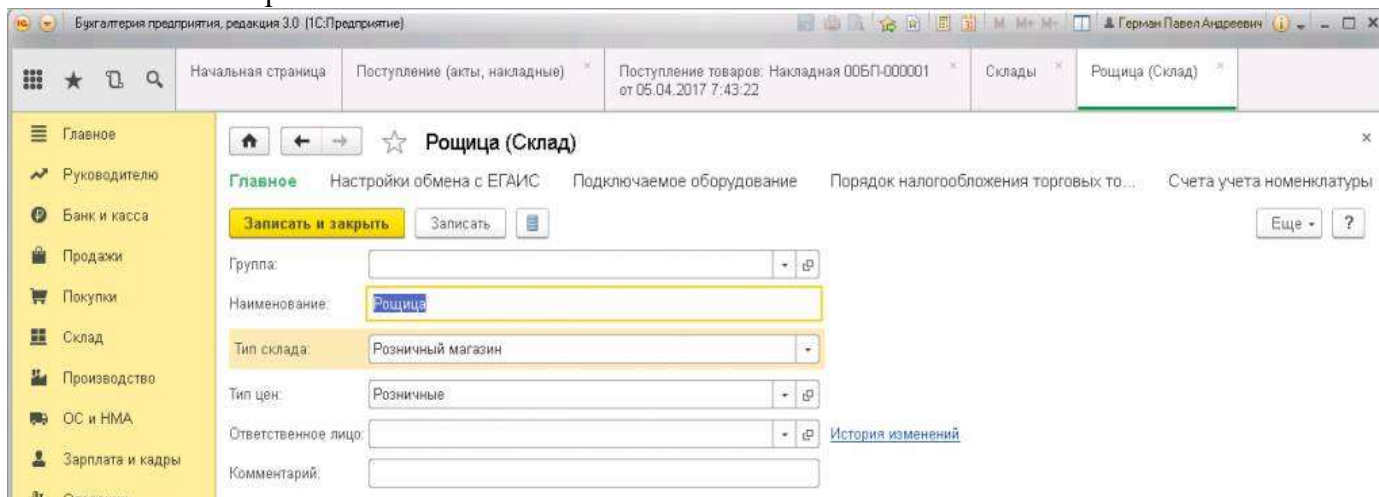 Бухгалтерия предприятия, редакция 3.0 (1С:Предприятие) M M+ M- Герман Павел Андреевич
Начальная страница Поступление (акты, накладные) Поступление товаров: Накладная 00БП-000001 Склады Рощица (Склад)
от 05.04.2017 7:43:22
Главное Рощица (Склад)
Руководителю Главное Настройки обмена с ЕГАИС Подключаемое оборудование Порядок налогообложения торговых то... Счета учета номенклатуры
Банк и касса Записать и закрыть Записать Еще ?
Продажи Группа:
Покупки Наименование: Рощица
Склад Тип склада: Розничный магазин
Производство Тип цен: Розничные
ОС и НМА Ответственное лицо: История изменений
Зарплата и кадры Комментарий: